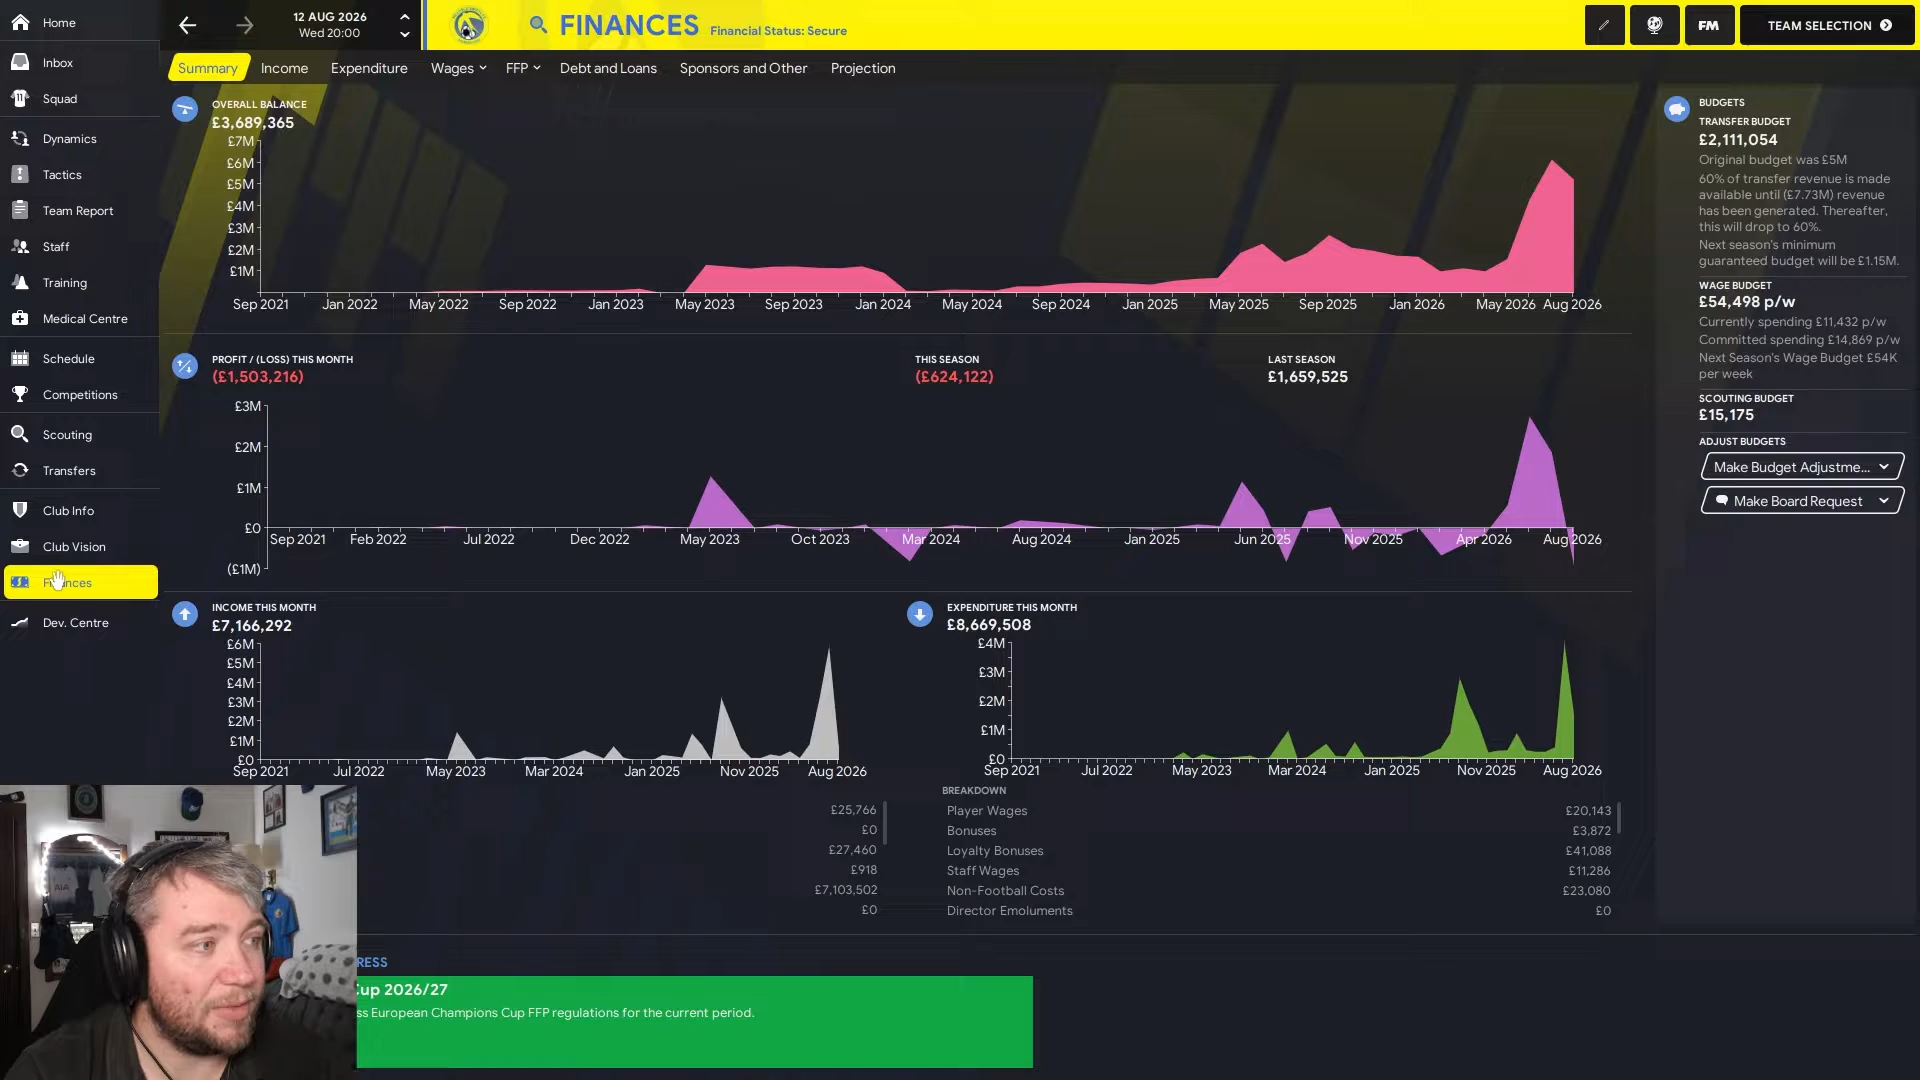 Home
Inbox
Squad
Dynamics
Tactics
Team Report
Staff
Training
Medical Centre
Schedule
Competitions
Scouting
Transfers
Club Info
Club Vision
Dev. Centre
12 AUG 2026
Wed 20:00
FINANCES
Financial Status: Secure
FM
TEAM SELECTION
Summary
Income
Expenditure
Wages
FFP
Debt and Loans
Sponsors and Other
Projection
OVERALL BALANCE
£3,689,365
£7M
£6M
£5M
£4M
£3M
£2M
£1M
Sep 2021 Jan 2022 May 2022 Sep 2022 Jan 2023 May 2023 Sep 2023 Jan 2024 May 2024 Sep 2024 Jan 2025 May 2025 Sep 2025 Jan 2026 May 2026 Aug 2026
PROFIT / (LOSS) THIS MONTH
(£1,503,216)
THIS SEASON
(£624,122)
LAST SEASON
£1,659,525
£3M
£2M
£1M
£0
(£1M)
Sep 2021 Feb 2022 Jul 2022 Dec 2022 May 2023 Oct 2023 Mar 2024 Aug 2024 Jan 2025 Jun 2025 Nov 2025 Apr 2026 Aug 2026
INCOME THIS MONTH
£7,166,292
£6M
£5M
£4M
£3M
£2M
£1M
£0
Sep 2021 Jul 2022 May 2023 Mar 2024 Jan 2025 Nov 2025 Aug 2026
£25,766
£0
£27,460
£918
£7,103,502
£0
EXPENDITURE THIS MONTH
£8,669,508
£4M
£3M
£2M
£1M
£0
Sep 2021 Jul 2022 May 2023 Mar 2024 Jan 2025 Nov 2025 Aug 2026
BREAKDOWN
Player Wages £20,143
Bonuses £3,872
Loyalty Bonuses £41,088
Staff Wages £11,286
Non-Football Costs £23,080
Director Emoluments £0
RESS
Cup 2026/27
ss European Champions Cup FFP regulations for the current period.
BUDGETS
TRANSFER BUDGET
£2,111,054
Original budget was £5M
60% of transfer revenue is made
available until (£7.73M) revenue
has been generated. Thereafter,
this will drop to 60%.
Next season's minimum
guaranteed budget will be £1.15M.
WAGE BUDGET
£54,498 p/w
Currently spending £11,432 p/w
Committed spending £14,869 p/w
Next Season's Wage Budget £54K
per week
SCOUTING BUDGET
£15,175
ADJUST BUDGETS
Make Budget Adjustme...
Make Board Request